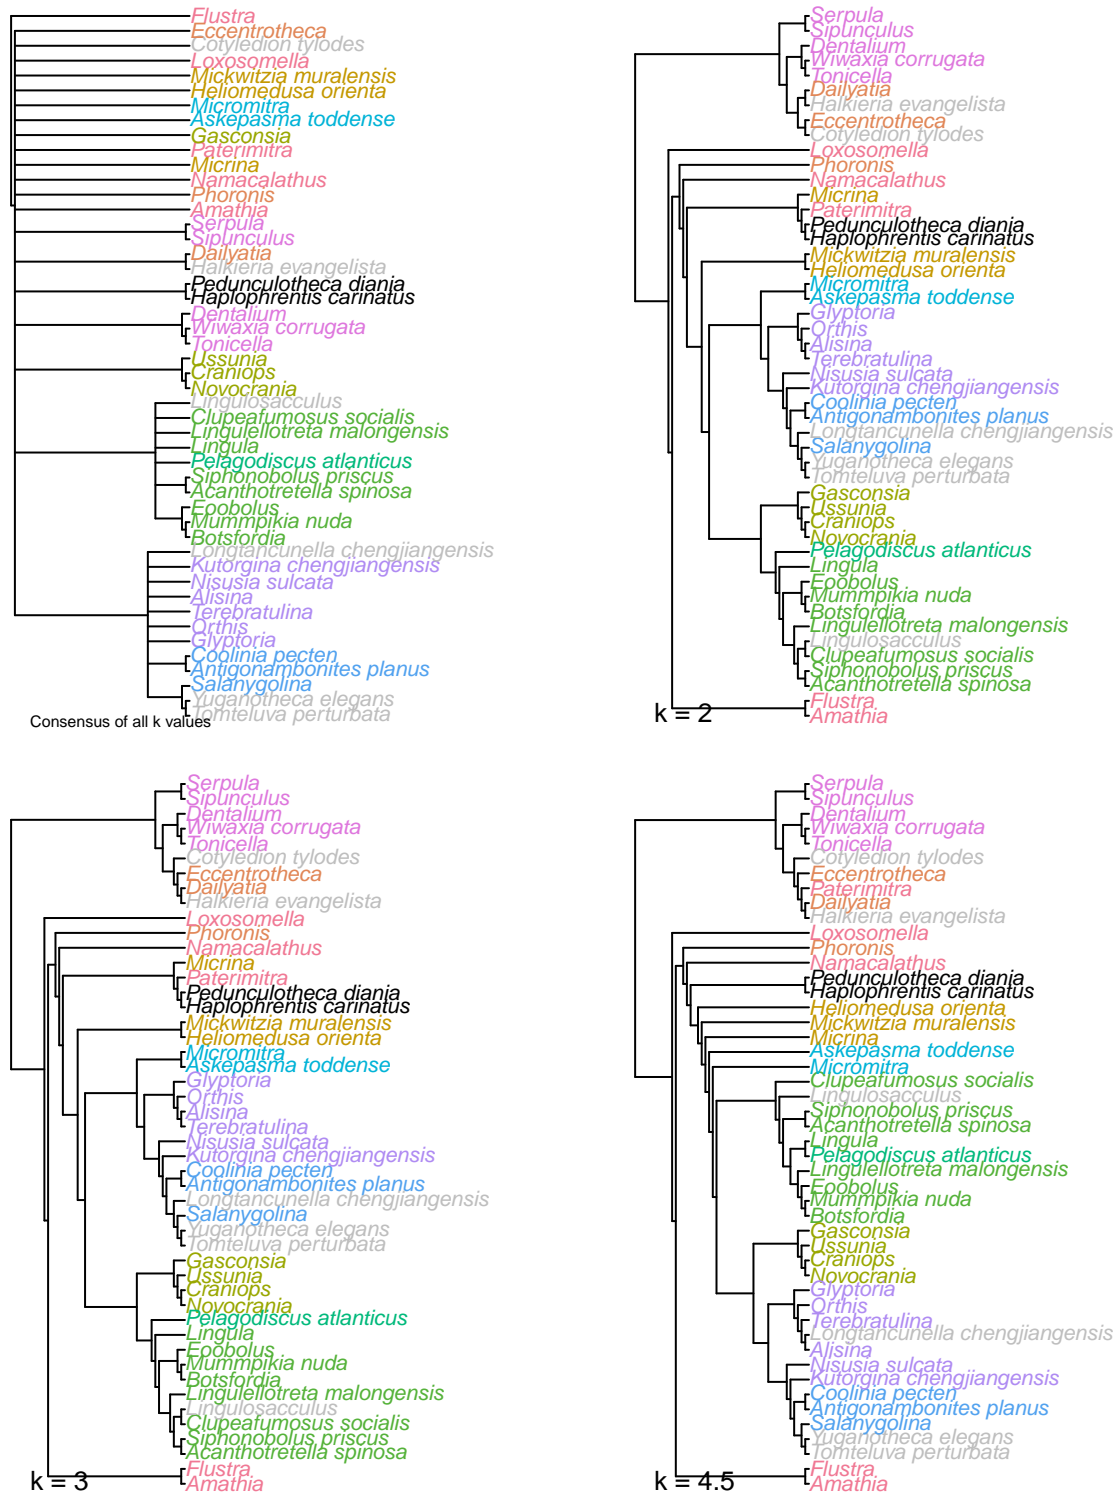 Flustra
Eccentrotheca
Cotyledion tylodes
Loxosomella
Mickwitzia muralensis
Heliomedusa orienta
Micromitra
Askepasma toddense
Gasconsia
Paterimitra
Micrina
Namacalathus
Phoronis
Amathia
Serpula
Sipunculus
Dailyatia
Halkieria evangelista
Pedunculotheca diania
Haplophrentis carinatus
Dentalium
Wiwaxia corrugata
Tonicella
Ussunia
Craniops
Novocrania
Lingulosacculus
Clupeafumosus socialis
Lingulellotreta malongensis
Lingula
Pelagodiscus atlanticus
Siphonobolus priscus
Acanthotretella spinosa
Eoobolus
Mummpikia nuda
Botsfordia
Longtancunella chengjiangensis
Kutorgina chengjiangensis
Nisusia sulcata
Alisina
Terebratulina
Orthis
Glyptoria
Coolinia pecten
Antigonambonites planus
Salanygolina
Yuganotheca elegans
Tomteluva perturbata
Consensus of all k values
Serpula
Sipunculus
Dentalium
Wiwaxia corrugata
Tonicella
Dailyatia
Halkieria evangelista
Eccentrotheca
Cotyledion tylodes
Loxosomella
Phoronis
Namacalathus
Micrina
Paterimitra
Pedunculotheca diania
Haplophrentis carinatus
Mickwitzia muralensis
Heliomedusa orienta
Micromitra
Askepasma toddense
Glyptoria
Orthis
Alisina
Terebratulina
Nisusia sulcata
Kutorgina chengjiangensis
Coolinia pecten
Antigonambonites planus
Longtancunella chengjiangensis
Salanygolina
Yuganotheca elegans
Tomteluva perturbata
Gasconsia
Ussunia
Craniops
Novocrania
Pelagodiscus atlanticus
Lingula
Eoobolus
Mummpikia nuda
Botsfordia
Lingulellotreta malongensis
Lingulosacculus
Clupeafumosus socialis
Siphonobolus priscus
Acanthotretella spinosa
Flustra
Amathia
k = 2
Serpula
Sipunculus
Dentalium
Wiwaxia corrugata
Tonicella
Cotyledion tylodes
Eccentrotheca
Dailyatia
Halkieria evangelista
Loxosomella
Phoronis
Namacalathus
Micrina
Paterimitra
Pedunculotheca diania
Haplophrentis carinatus
Mickwitzia muralensis
Heliomedusa orienta
Micromitra
Askepasma toddense
Glyptoria
Orthis
Alisina
Terebratulina
Nisusia sulcata
Kutorgina chengjiangensis
Coolinia pecten
Antigonambonites planus
Longtancunella chengjiangensis
Salanygolina
Yuganotheca elegans
Tomteluva perturbata
Gasconsia
Ussunia
Craniops
Novocrania
Pelagodiscus atlanticus
Lingula
Eoobolus
Mummpikia nuda
Botsfordia
Lingulellotreta malongensis
Lingulosacculus
Clupeafumosus socialis
Siphonobolus priscus
Acanthotretella spinosa
Flustra
Amathia
k = 3
Serpula
Sipunculus
Dentalium
Wiwaxia corrugata
Tonicella
Cotyledion tylodes
Eccentrotheca
Paterimitra
Dailyatia
Halkieria evangelista
Loxosomella
Phoronis
Namacalathus
Pedunculotheca diania
Haplophrentis carinatus
Heliomedusa orienta
Mickwitzia muralensis
Micrina
Askepasma toddense
Micromitra
Clupeafumosus socialis
Lingulosacculus
Siphonobolus priscus
Acanthotretella spinosa
Lingula
Pelagodiscus atlanticus
Lingulellotreta malongensis
Eoobolus
Mummpikia nuda
Botsfordia
Gasconsia
Ussunia
Craniops
Novocrania
Glyptoria
Orthis
Terebratulina
Longtancunella chengjiangensis
Alisina
Nisusia sulcata
Kutorgina chengjiangensis
Coolinia pecten
Antigonambonites planus
Salanygolina
Yuganotheca elegans
Tomteluva perturbata
Flustra
Amathia
k = 4.5